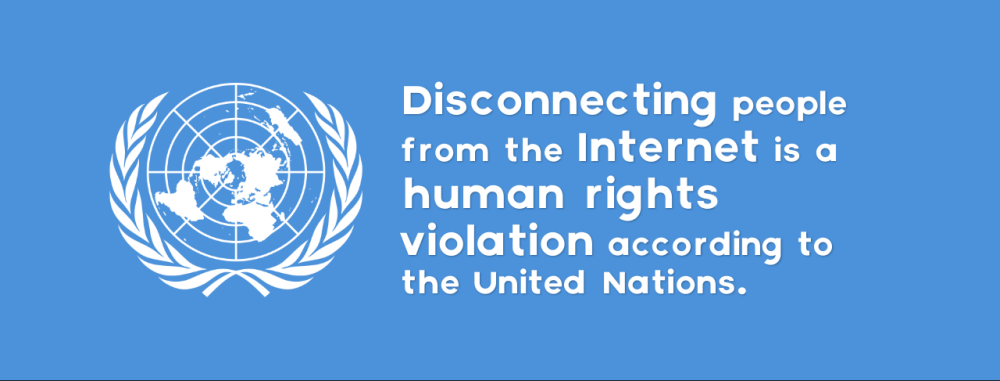 Disconnecting people
from the Internet is a
human rights
violation according to
the United Nations.